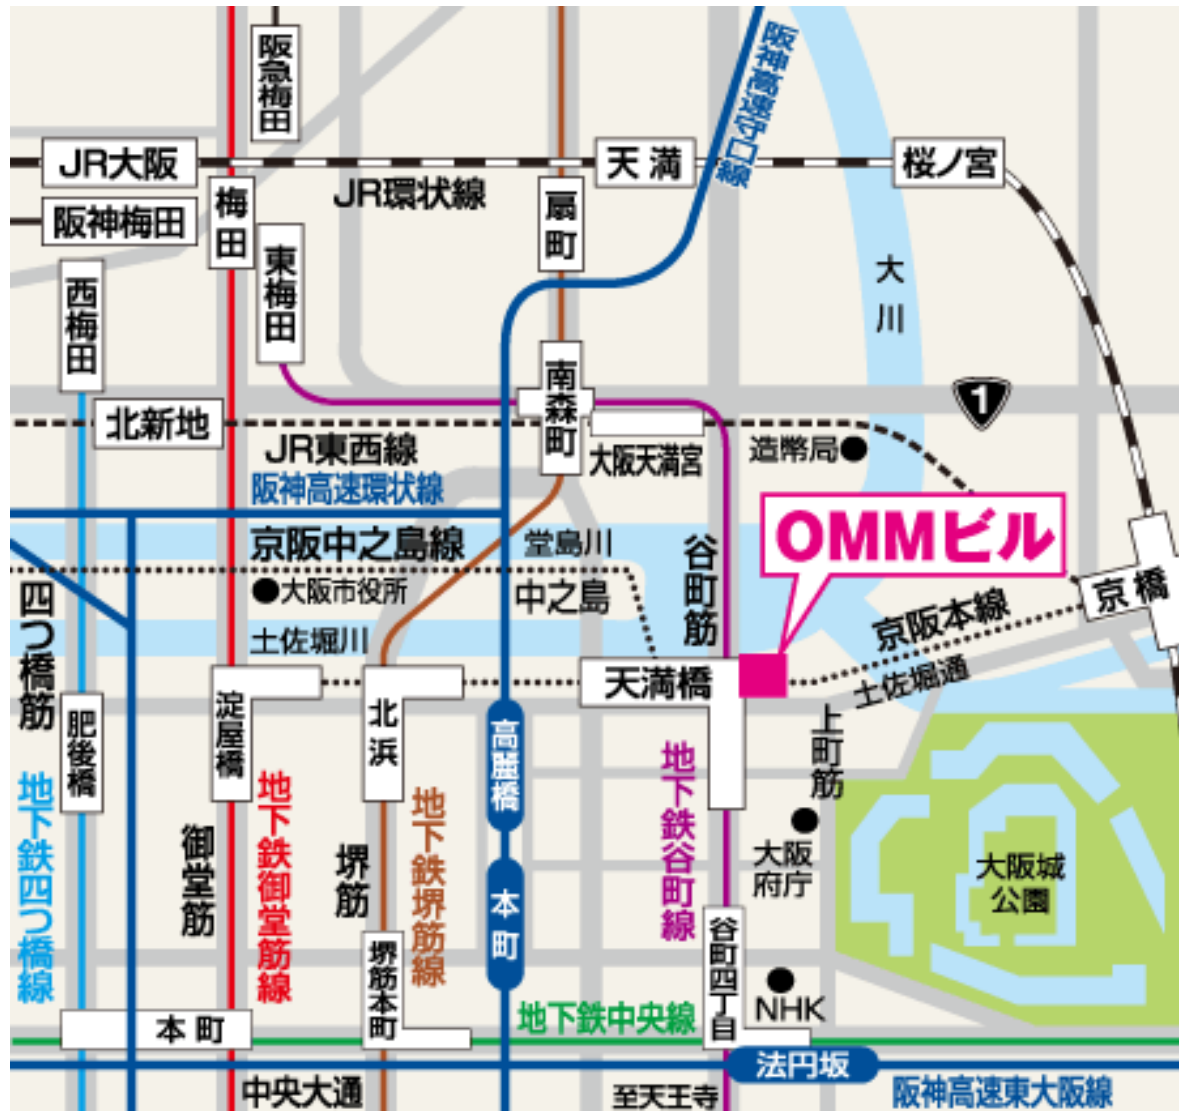 阪急梅田
阪神高速守口線
JR大阪
天満
桜ノ宮
JR環状線
梅田
扇町
阪神梅田
東梅田
西梅田
大川
南森町
1
北新地
JR東西線
大阪天満宮
造幣局
阪神高速環状線
OMMビル
京阪中之島線
堂島川
谷町筋
大阪市役所
中之島
四つ橋筋
京橋
京阪本線
土佐堀川
天満橋
土佐堀通
淀屋橋
北浜
肥後橋
高麗橋
上町筋
地下鉄谷町線
地下鉄四つ橋線
地下鉄御堂筋線
地下鉄堺筋線
御堂筋
堺筋
大阪
府庁
大阪城
公園
本町
谷町四丁目
堺筋本町
NHK
地下鉄中央線
本町
法円坂
中央大通
至天王寺
阪神高速東大阪線